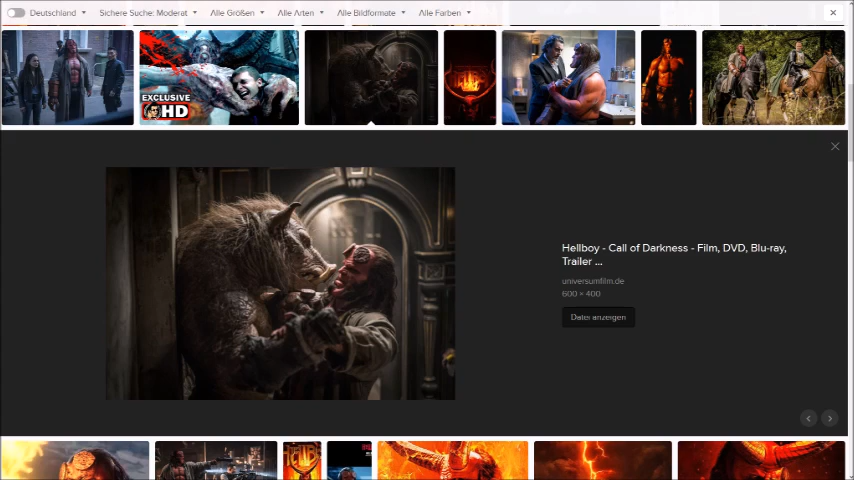 Deutschland
Sichere Suche: Moderat
Alle Größen
Alle Arten
Alle Bildformate
Alle Farben
EXCLUSIVE
HD
Hellboy - Call of Darkness - Film, DVD, Blu-ray,
Trailer ...
universumfilm.de
600 × 400
Datei anzeigen